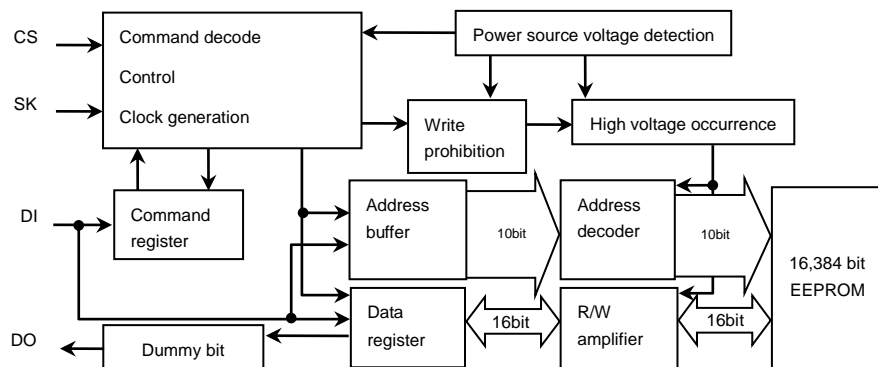 CS
SK
Command decode
Control
Clock generation
Power source voltage detection
Write
prohibition
High voltage occurrence
DI
Command
register
Address
buffer
10bit
Address
decoder
10bit
16,384 bit
EEPROM
DO
Dummy bit
Data
register
16bit
R/W
amplifier
16bit